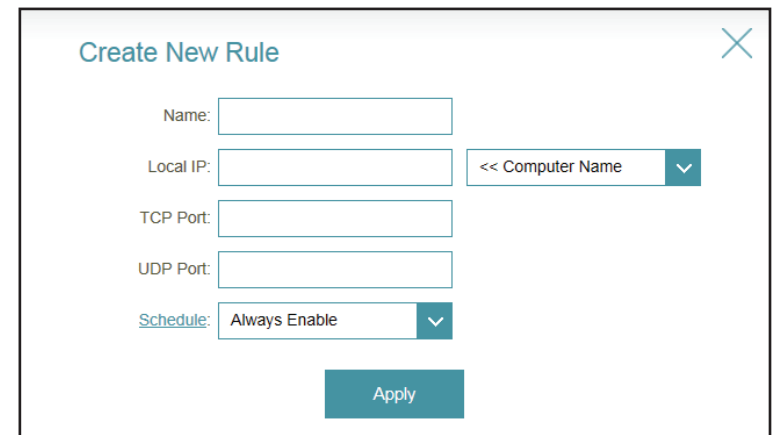 Create New Rule
Name:
Local IP: << Computer Name
TCP Port:
UDP Port:
Schedule: Always Enable
Apply